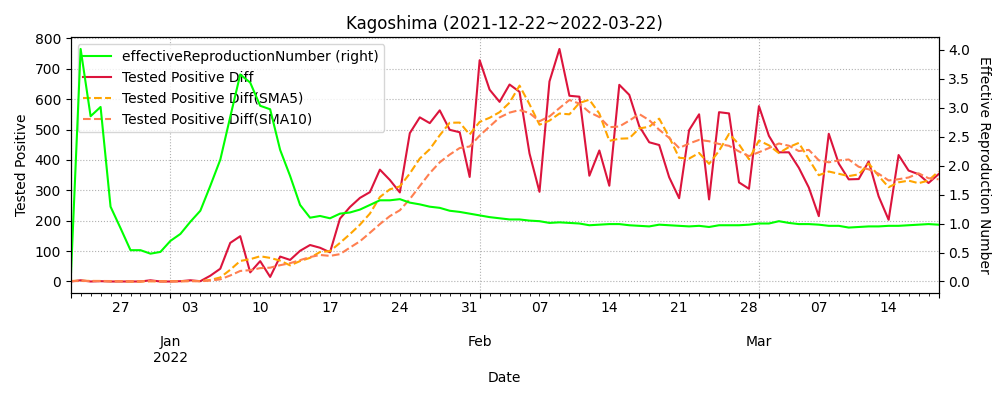 Kagoshima (2021-12-22~2022-03-22)
effectiveReproductionNumber (right)
Tested Positive Diff
Tested Positive Diff(SMA5)
Tested Positive Diff(SMA10)
Tested Positive
800
700
600
500
400
300
200
100
0
4.0
3.5
3.0
2.5
2.0
1.5
1.0
0.5
0.0
Effective Reproduction Number
27 03 10 17 24 31 07 14 21 28 07 14
Jan Feb Mar
2022
Date